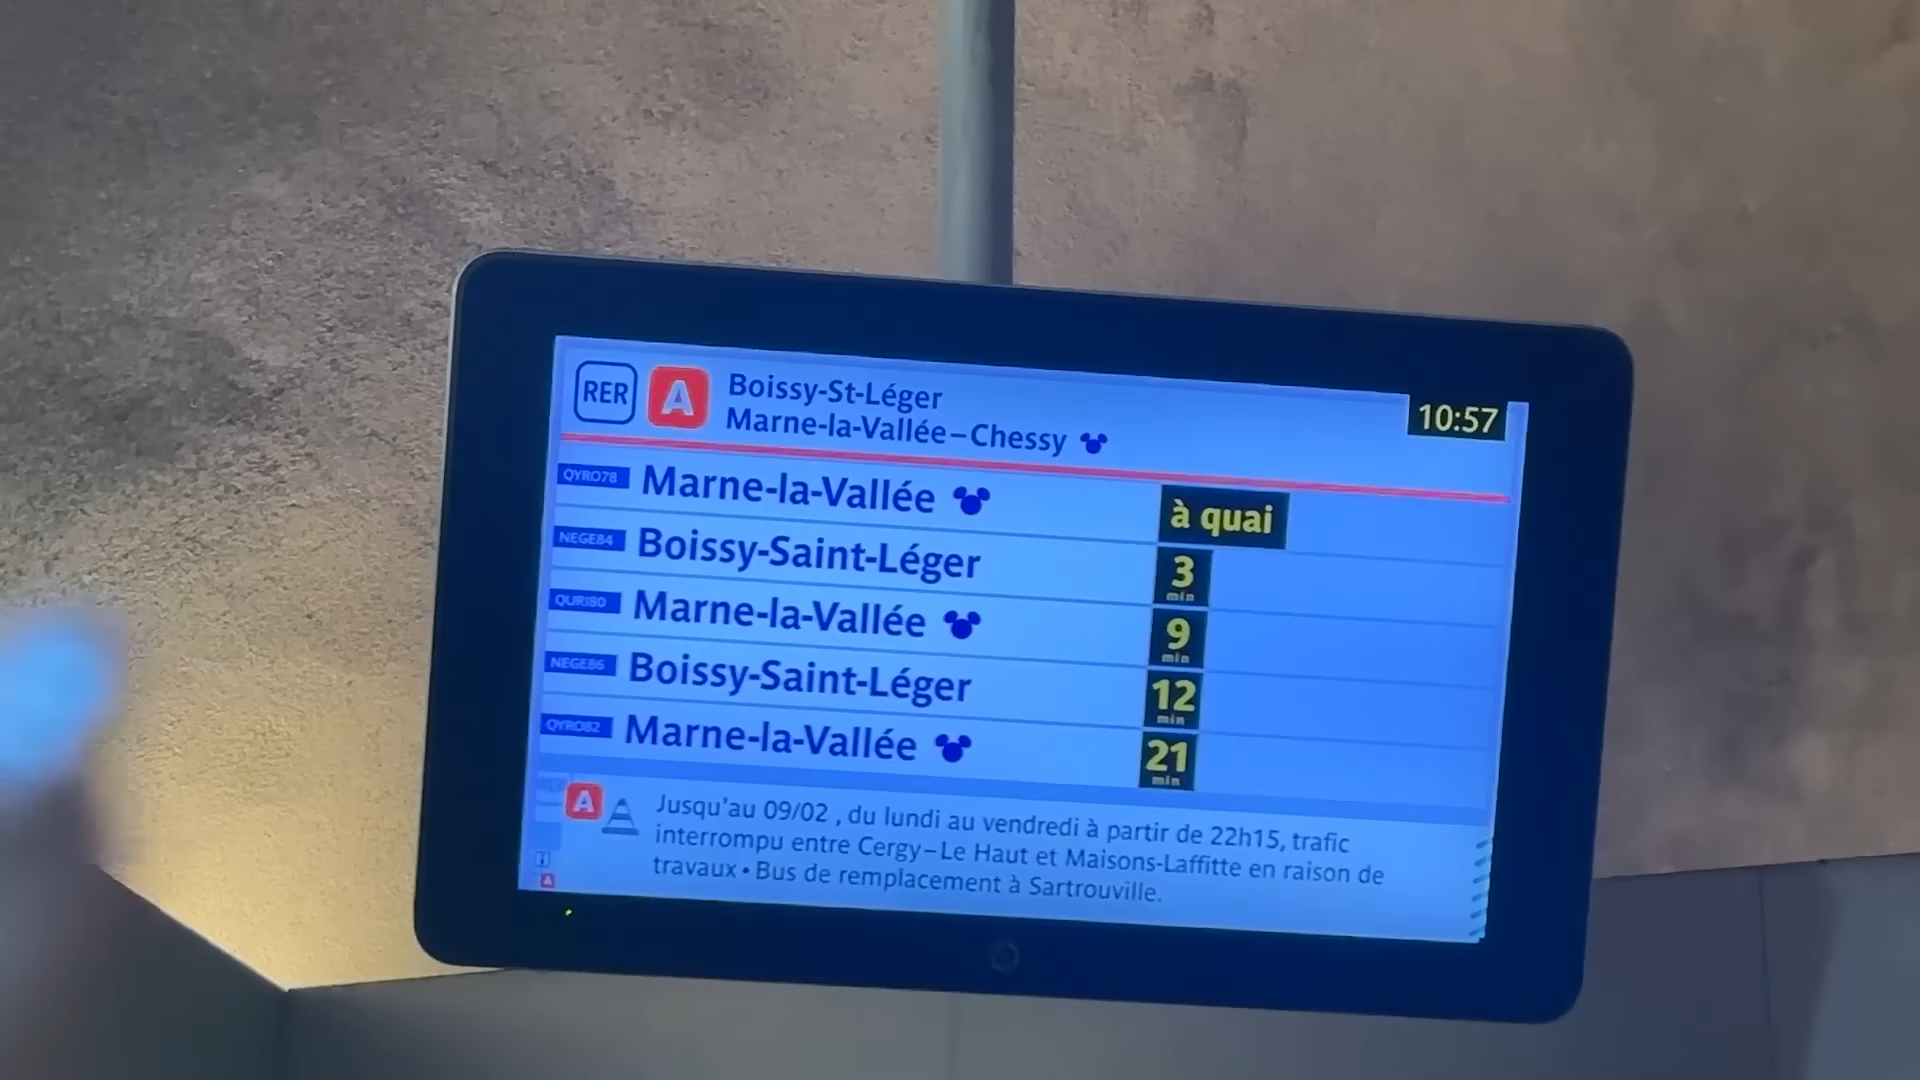 RER A Boissy-St-Léger
Marne-la-Vallée–Chessy
10:57
QYRO78 Marne-la-Vallée à quai
NEGE84 Boissy-Saint-Léger 3 min
QURI80 Marne-la-Vallée 9 min
NEGE86 Boissy-Saint-Léger 12 min
QYRO82 Marne-la-Vallée 21 min
A Jusqu'au 09/02 , du lundi au vendredi à partir de 22h15, trafic
interrompu entre Cergy–Le Haut et Maisons-Laffitte en raison de
travaux • Bus de remplacement à Sartrouville.
i
A